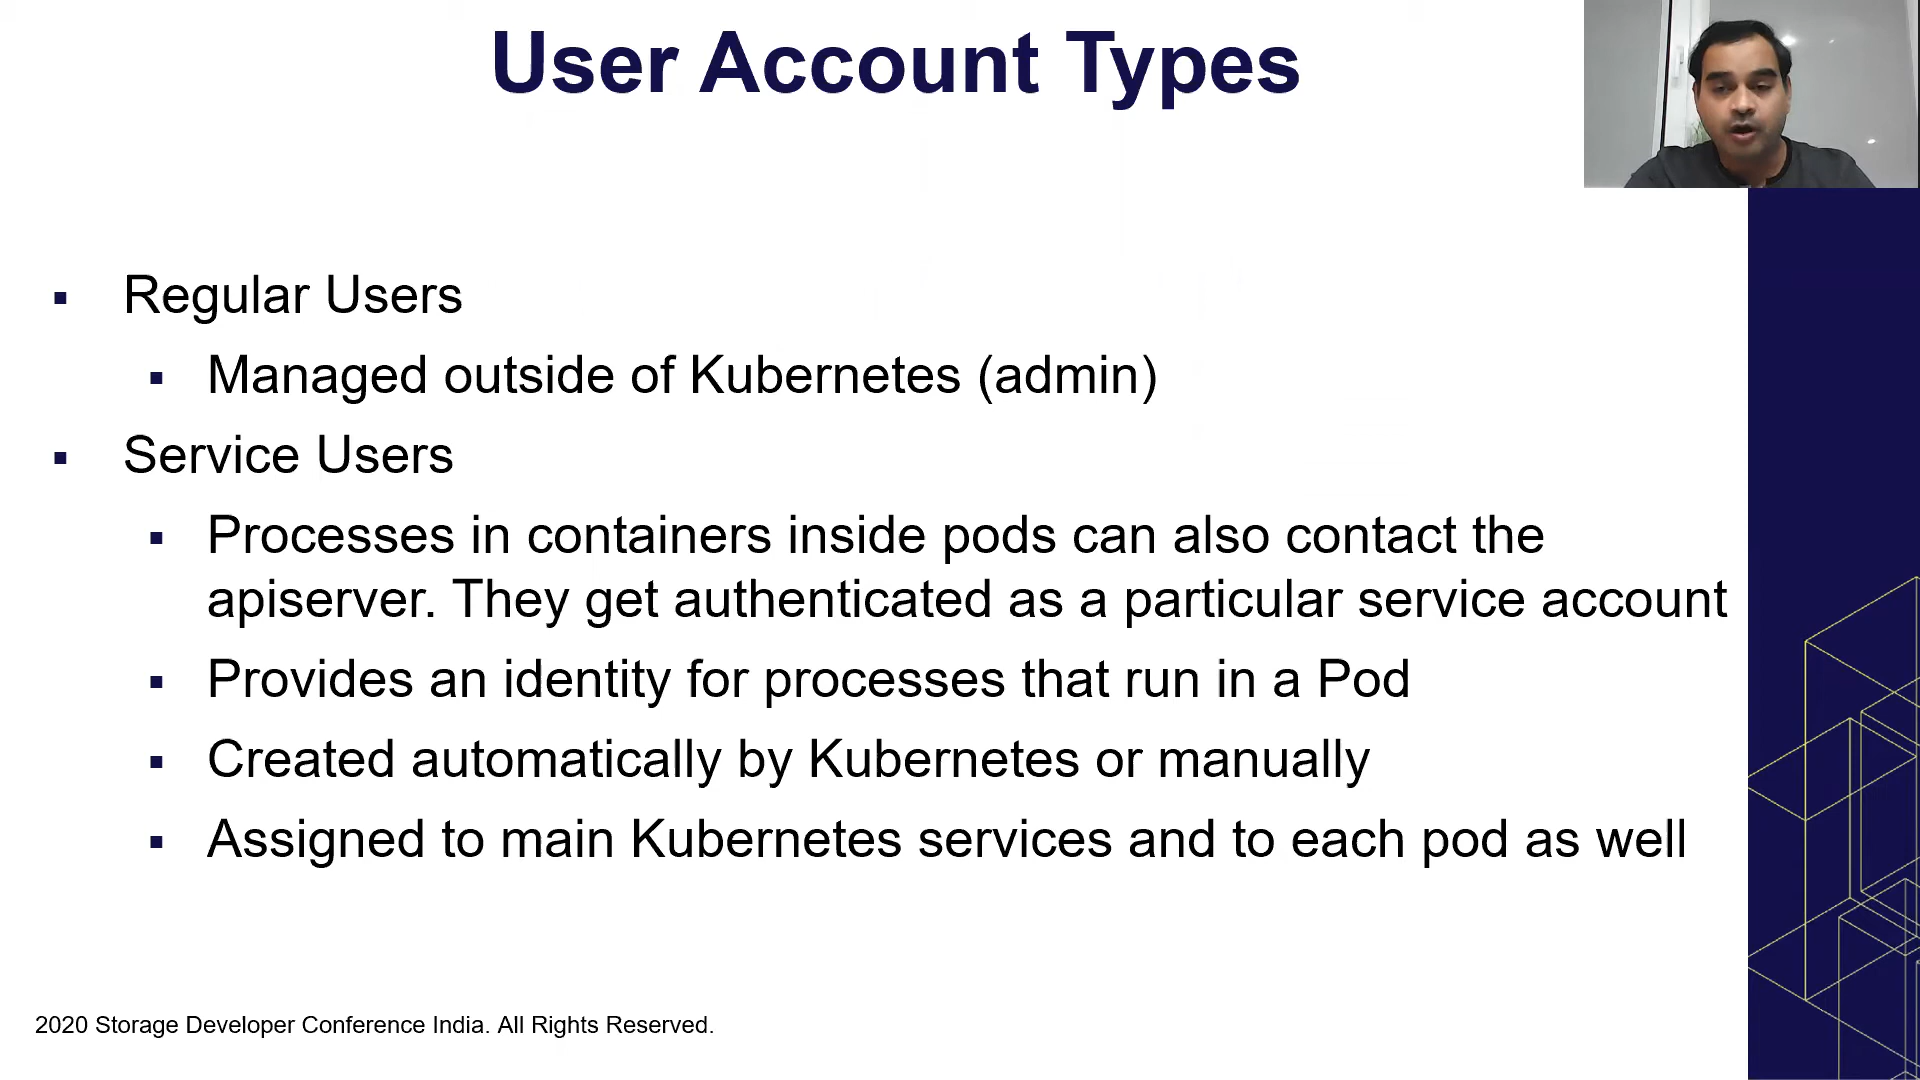 User Account Types
Regular Users
Managed outside of Kubernetes (admin)
Service Users
Processes in containers inside pods can also contact the
apiserver. They get authenticated as a particular service account
Provides an identity for processes that run in a Pod
Created automatically by Kubernetes or manually
Assigned to main Kubernetes services and to each pod as well
2020 Storage Developer Conference India. All Rights Reserved.